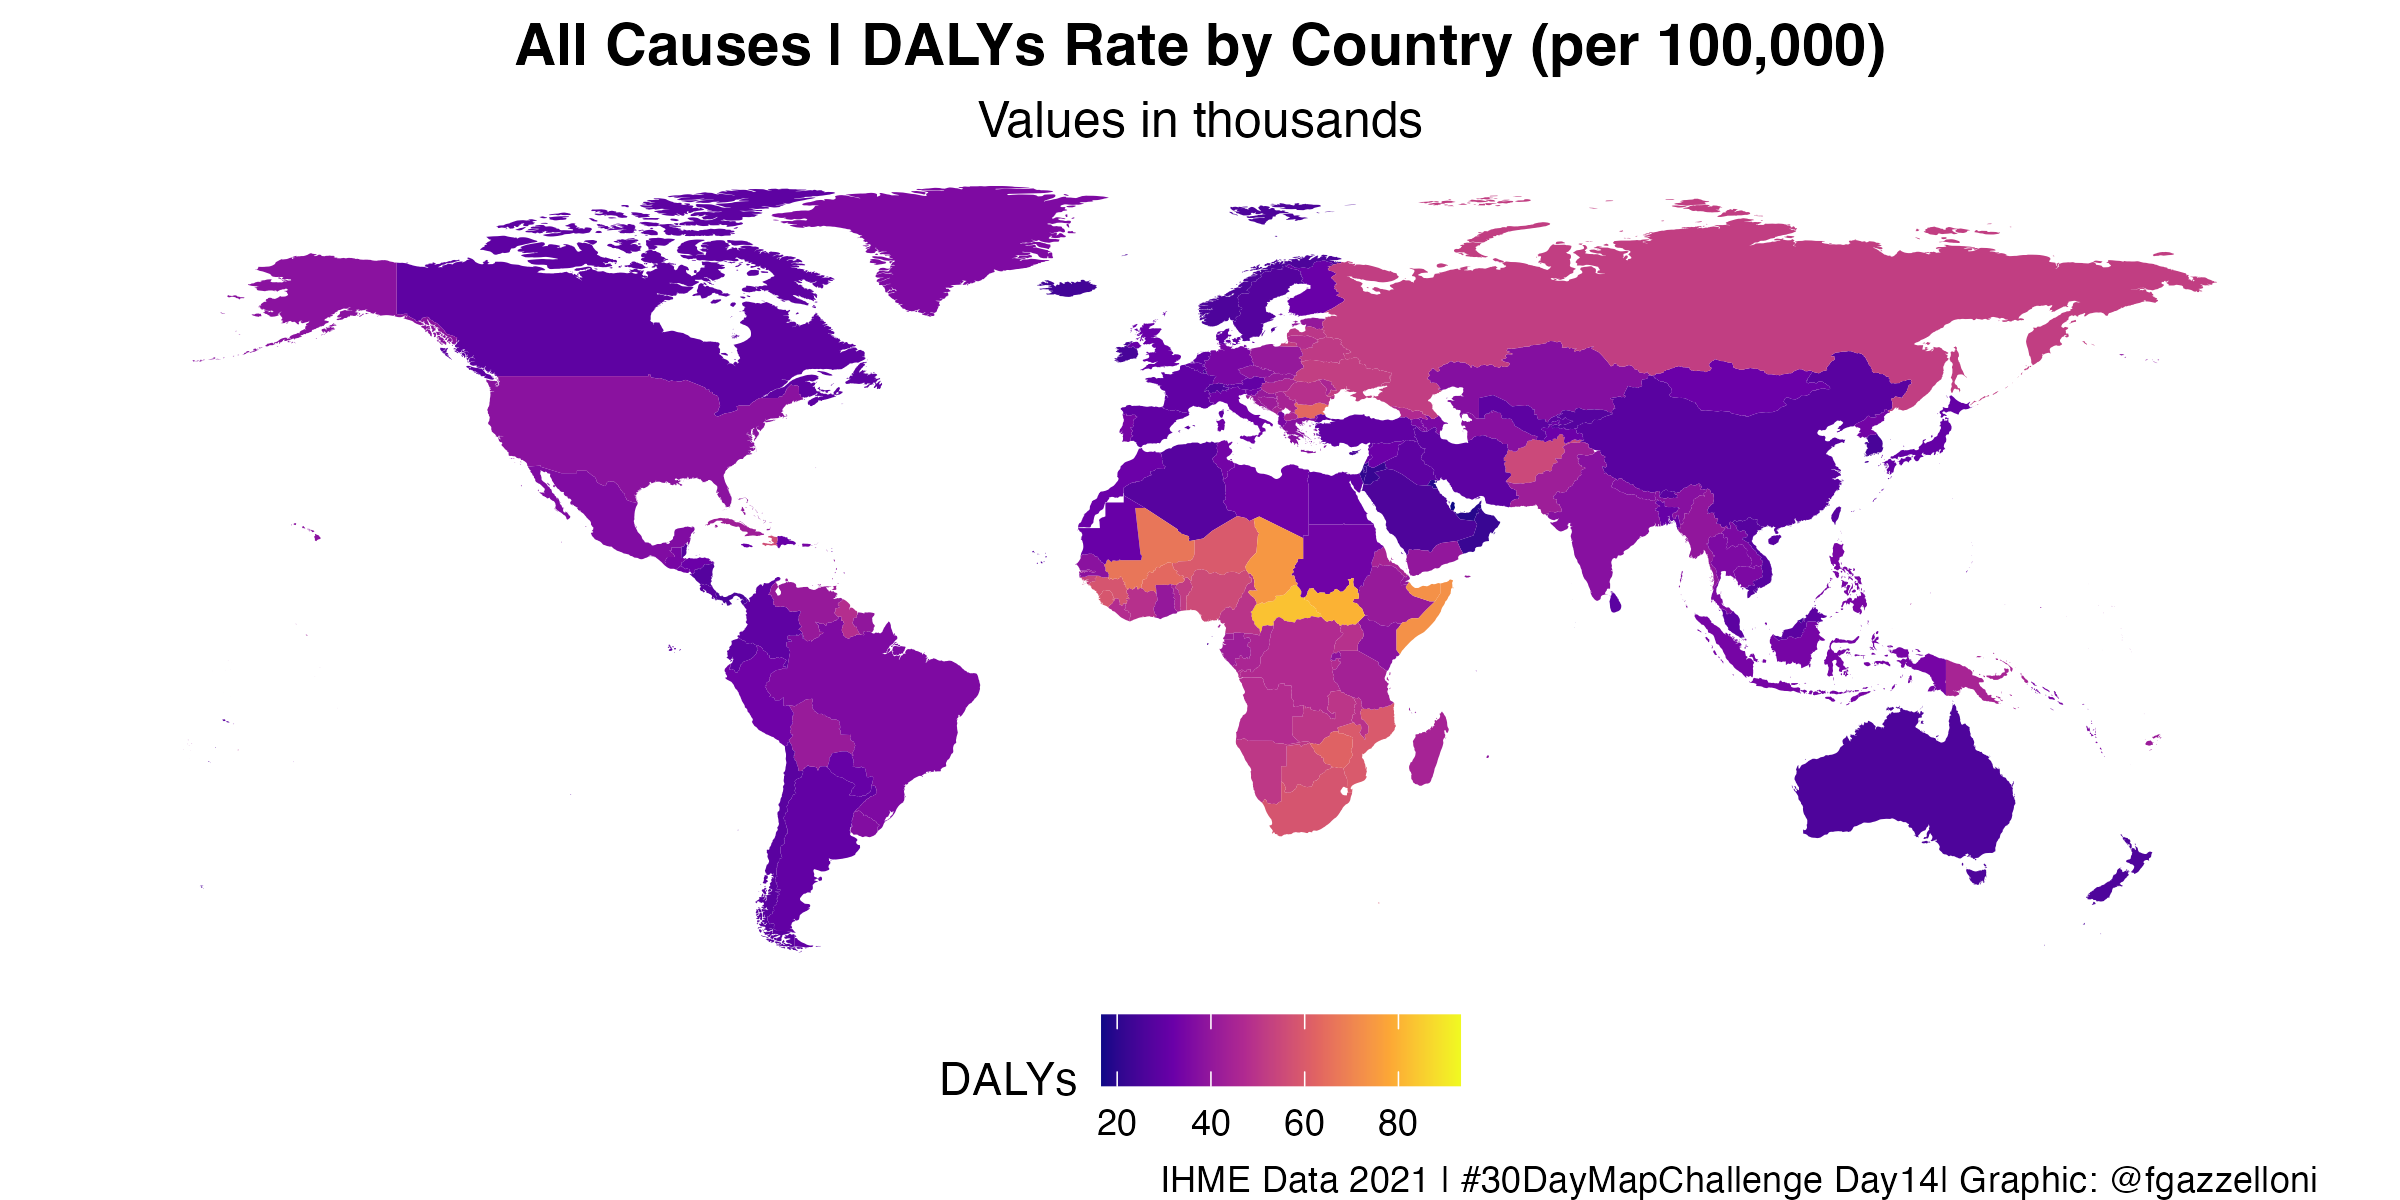 All Causes | DALYs Rate by Country (per 100,000)
Values in thousands
DALYs
20 40 60 80
IHME Data 2021 | #30DayMapChallenge Day14| Graphic: @fgazzelloni